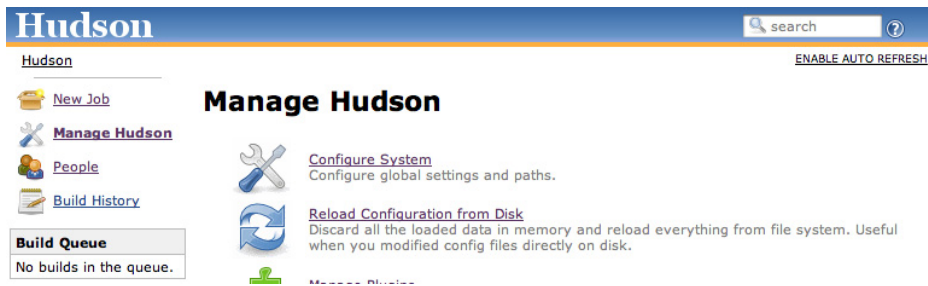 Hudson
search
Hudson
ENABLE AUTO REFRESH
New Job
Manage Hudson
People
Build History
Build Queue
No builds in the queue.
Manage Hudson
Configure System
Configure global settings and paths.
Reload Configuration from Disk
Discard all the loaded data in memory and reload everything from file system. Useful
when you modified config files directly on disk.
Manage Plugins